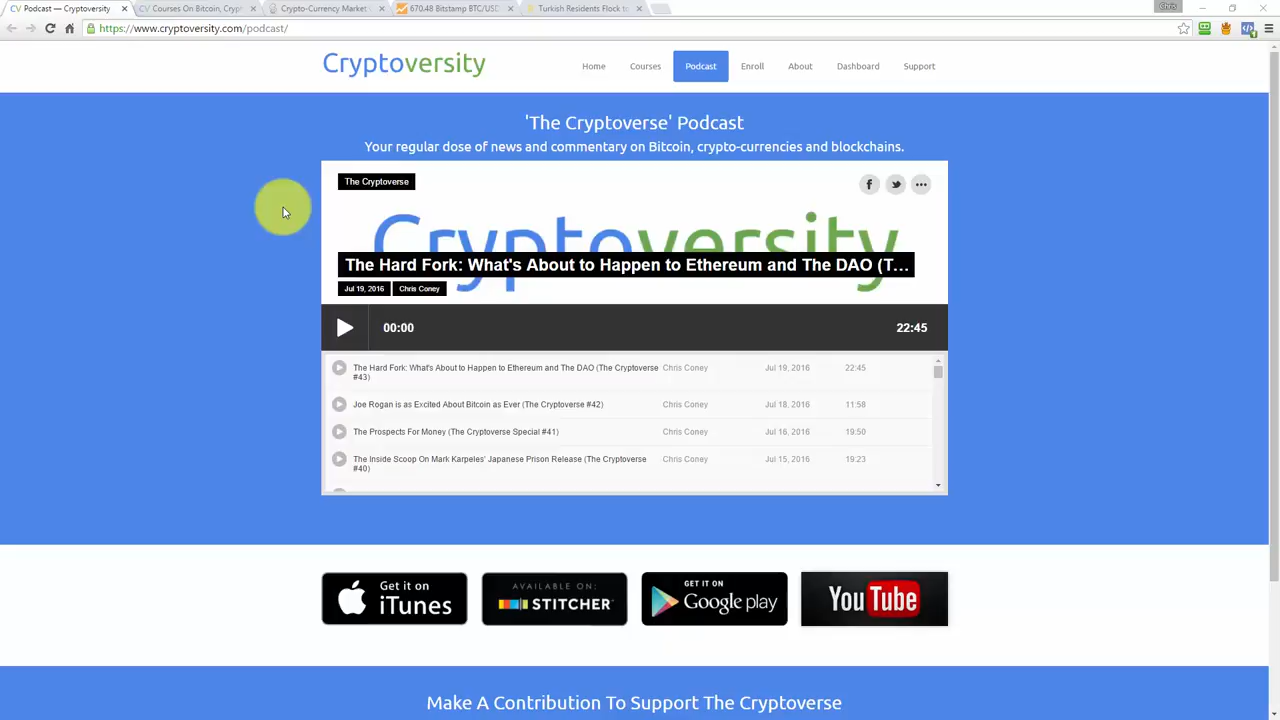 CV Podcast — Cryptoversity
CV Courses On Bitcoin, Cryp
Crypto-Currency Market
670.48 Bitstamp BTC/USD
Turkish Residents Flock to
Chris
https://www.cryptoversity.com/podcast/
Cryptoversity
Home
Courses
Podcast
Enroll
About
Dashboard
Support
'The Cryptoverse' Podcast
Your regular dose of news and commentary on Bitcoin, crypto-currencies and blockchains.
The Cryptoverse
Cryptoversity
The Hard Fork: What's About to Happen to Ethereum and The DAO (T...
Jul 19, 2016 Chris Coney
00:00 22:45
The Hard Fork: What's About to Happen to Ethereum and The DAO (The Cryptoverse Chris Coney Jul 19, 2016 22:45
#43)
Joe Rogan is as Excited About Bitcoin as Ever (The Cryptoverse #42) Chris Coney Jul 18, 2016 11:58
The Prospects For Money (The Cryptoverse Special #41) Chris Coney Jul 16, 2016 19:50
The Inside Scoop On Mark Karpeles' Japanese Prison Release (The Cryptoverse Chris Coney Jul 15, 2016 19:23
#40)
Get it on
iTunes
AVAILABLE ON:
STITCHER
GET IT ON
Google play
YouTube
Make A Contribution To Support The Cryptoverse